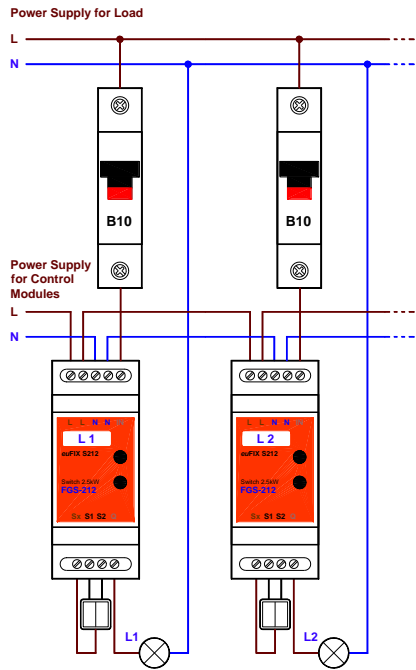 Power Supply for Load
L
N
B10 B10
Power Supply
for Control
Modules
L
N
L L N N
L L N N
L 1
L 2
euFIX S212
euFIX S212
Switch 2.5kW
FGS-212
Switch 2.5kW
FGS-212
Sx S1 S2
Sx S1 S2
L1
L2